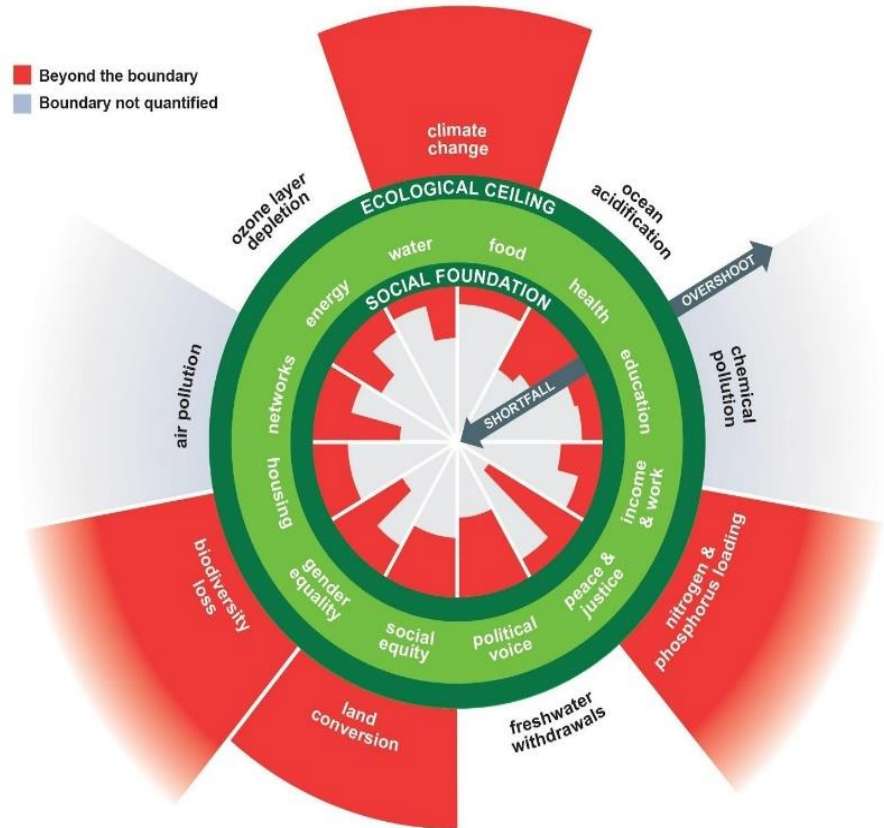 Beyond the boundary
Boundary not quantified
climate
change
ozone layer
depletion
ocean
acidification
ECOLOGICAL CEILING
OVERSHOOT
water
food
energy
health
SOCIAL FOUNDATION
SHORTFALL
air pollution
networks
education
chemical
pollution
housing
income
& work
gender
equality
peace &
justice
social
equity
political
voice
biodiversity
loss
nitrogen &
phosphorus loading
land
conversion
freshwater
withdrawals